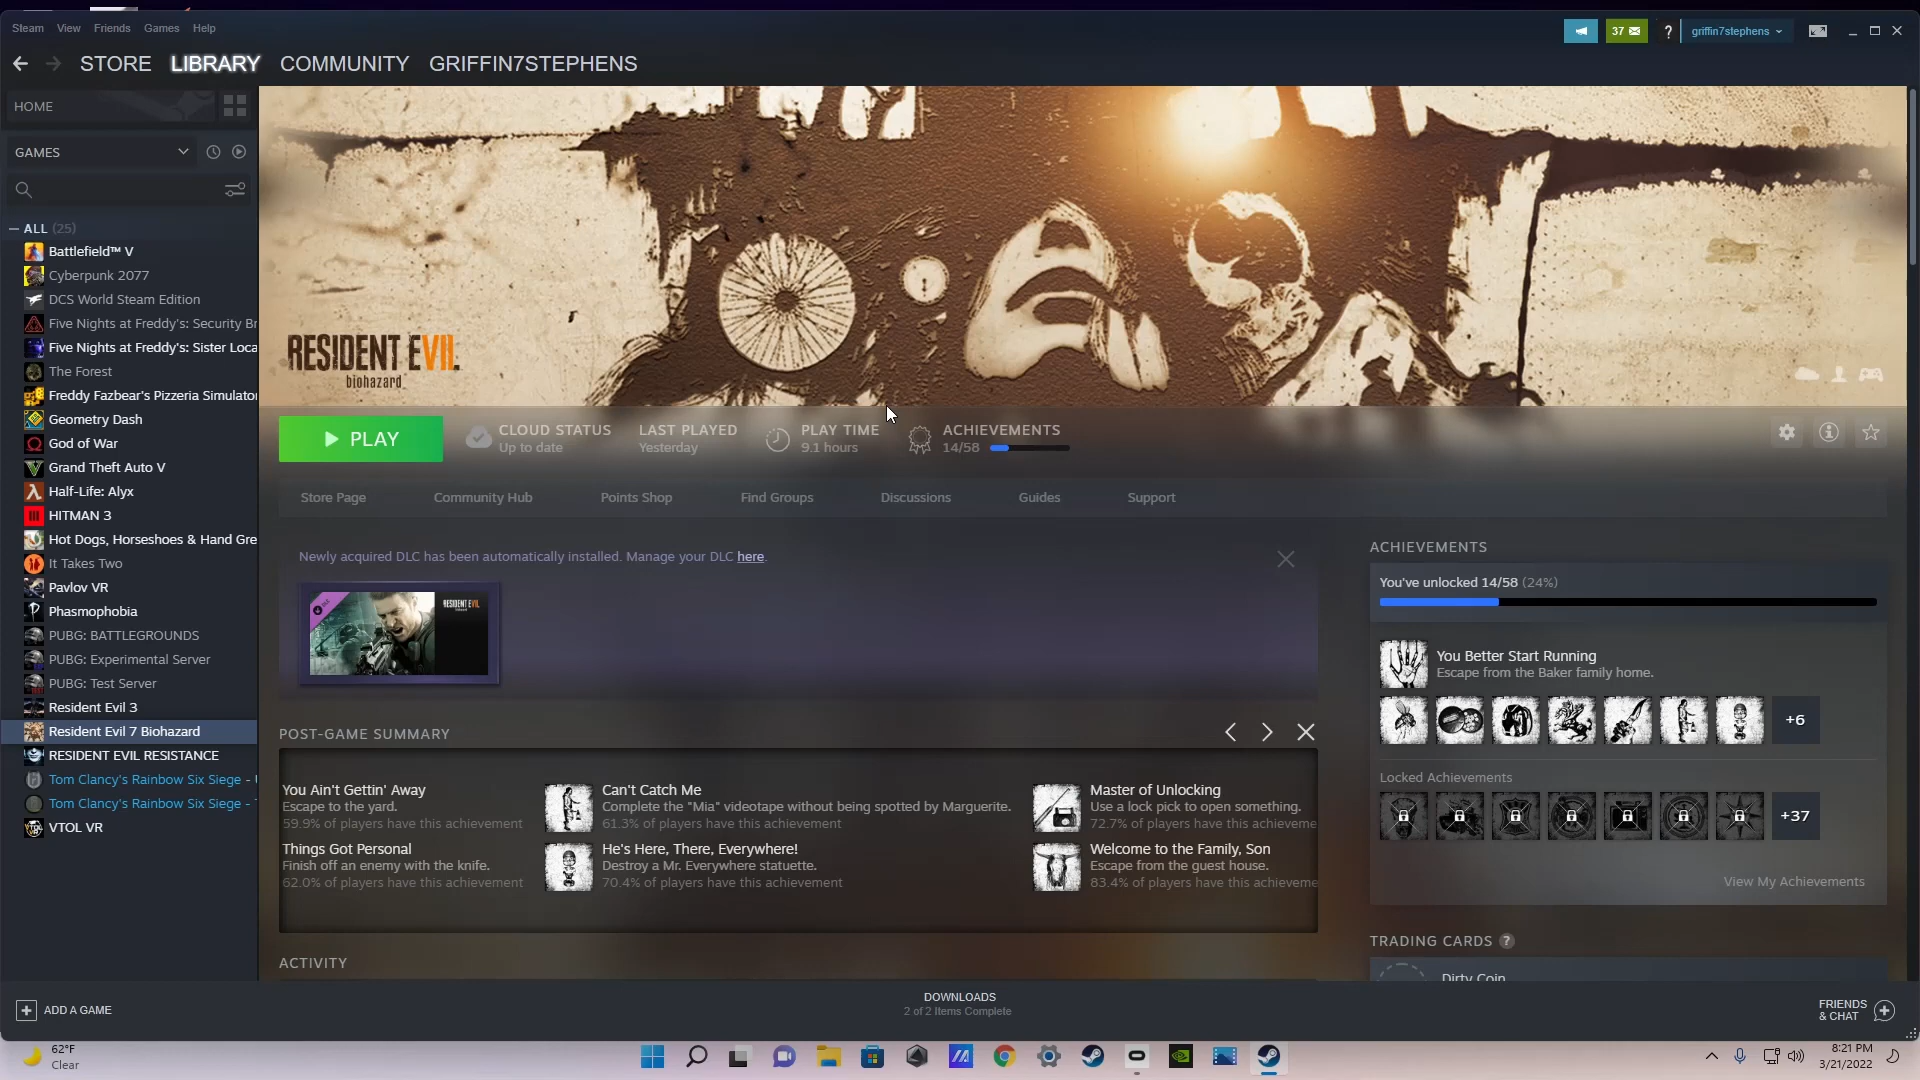 Steam View Friends Games Help
37 griffin7stephens
STORE LIBRARY COMMUNITY GRIFFIN7STEPHENS
HOME
GAMES
ALL (25)
Battlefield™ V
Cyberpunk 2077
DCS World Steam Edition
Five Nights at Freddy's: Security Br
Five Nights at Freddy's: Sister Loca
The Forest
Freddy Fazbear's Pizzeria Simulator
Geometry Dash
God of War
Grand Theft Auto V
Half-Life: Alyx
HITMAN 3
Hot Dogs, Horseshoes & Hand Gre
It Takes Two
Pavlov VR
Phasmophobia
PUBG: BATTLEGROUNDS
PUBG: Experimental Server
PUBG: Test Server
Resident Evil 3
Resident Evil 7 Biohazard
RESIDENT EVIL RESISTANCE
Tom Clancy's Rainbow Six Siege -
Tom Clancy's Rainbow Six Siege -
VTOL VR
RESIDENT EVII.
biohazard
PLAY
CLOUD STATUS
Up to date
LAST PLAYED
Yesterday
PLAY TIME
9.1 hours
ACHIEVEMENTS
14/58
Store Page Community Hub Points Shop Find Groups Discussions Guides Support
Newly acquired DLC has been automatically installed. Manage your DLC here.
RESIDENT EVII.
POST-GAME SUMMARY
You Ain't Gettin' Away
Escape to the yard.
59.9% of players have this achievement
Can't Catch Me
Complete the "Mia" videotape without being spotted by Marguerite.
61.3% of players have this achievement
Master of Unlocking
Use a lock pick to open something.
72.7% of players have this achieveme
Things Got Personal
Finish off an enemy with the knife.
62.0% of players have this achievement
He's Here, There, Everywhere!
Destroy a Mr. Everywhere statuette.
70.4% of players have this achievement
Welcome to the Family, Son
Escape from the guest house.
83.4% of players have this achieveme
ACTIVITY
ACHIEVEMENTS
You've unlocked 14/58 (24%)
You Better Start Running
Escape from the Baker family home.
+6
Locked Achievements
+37
View My Achievements
TRADING CARDS ?
Dirty Coin
ADD A GAME
DOWNLOADS
2 of 2 Items Complete
FRIENDS
& CHAT
62°F
Clear
8:21 PM
3/21/2022